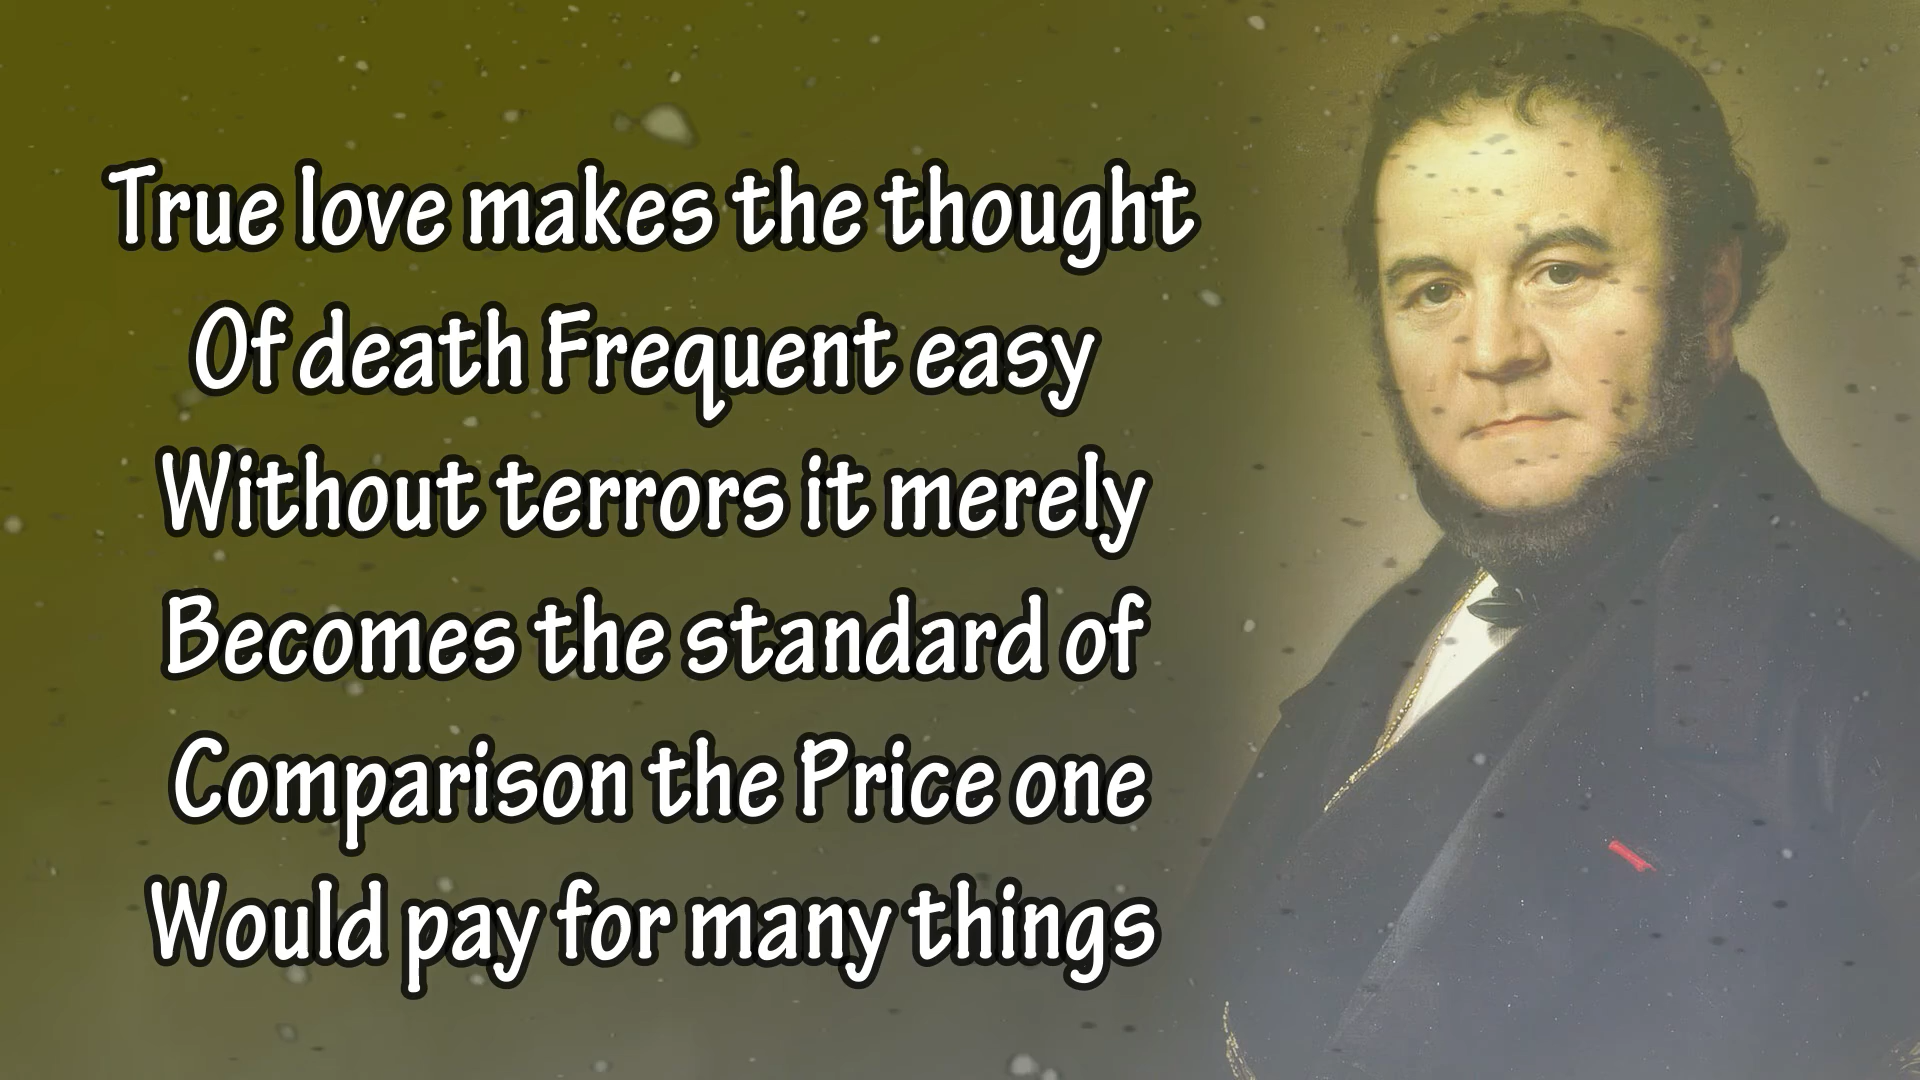 True love makes the thought
Of death Frequent easy
Without terrors it merely
Becomes the standard of
Comparison the Price one
Would pay for many things